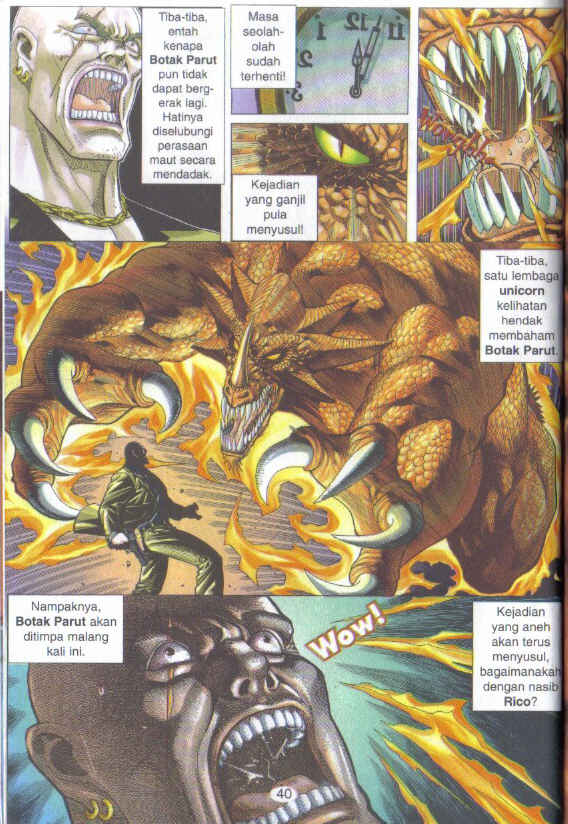 Tiba-tiba,
entah
kenapa
Botak Parut
pun tidak
dapat berg-
erak lagi.
Hatinya
diselubungi
perasaan
maut secara
mendadak.
Masa
seolah-
olah
sudah
terhenti!
Kejadian
yang ganjil
pula
menyusul!
Tiba-tiba,
satu lembaga
unicorn
kelihatan
hendak
membaham
Botak Parut.
Nampaknya,
Botak Parut akan
ditimpa malang
kali ini.
Wow!
Kejadian
yang aneh
akan terus
menyusul,
bagaimanakah
dengan nasib
Rico?
40